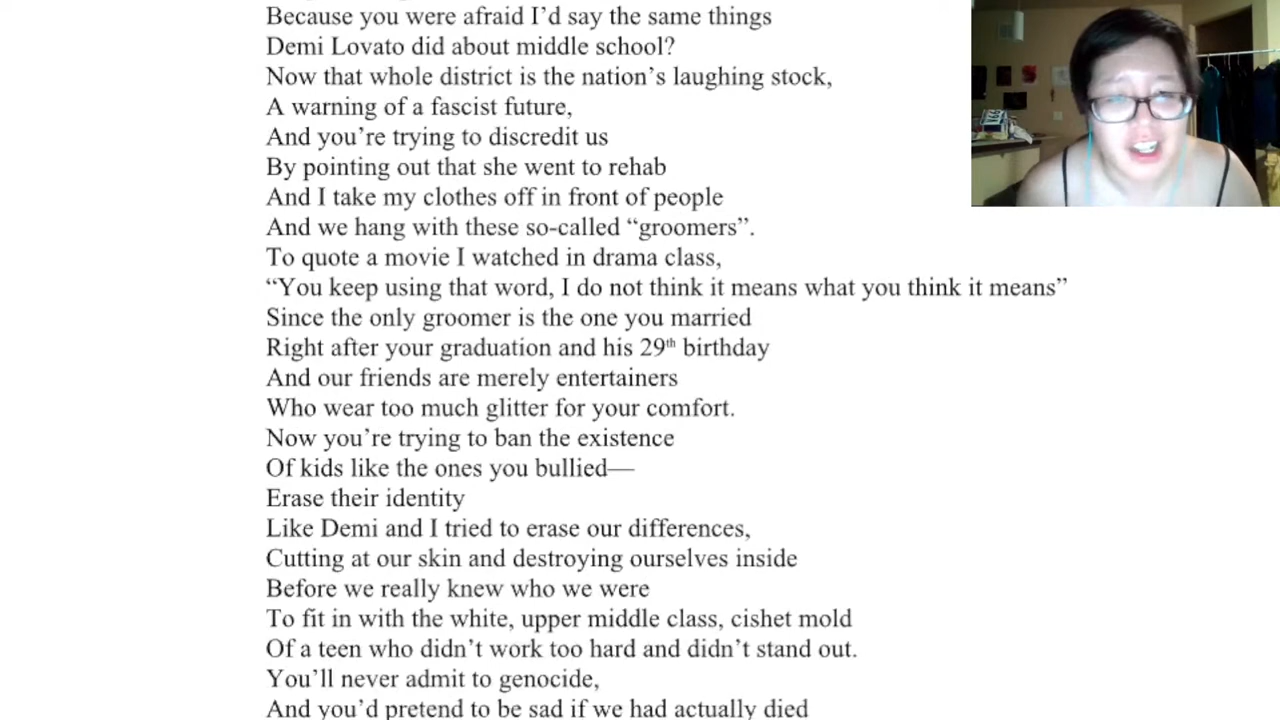 Because you were afraid I’d say the same things
Demi Lovato did about middle school?
Now that whole district is the nation’s laughing stock,
A warning of a fascist future,
And you’re trying to discredit us
By pointing out that she went to rehab
And I take my clothes off in front of people
And we hang with these so-called “groomers”.
To quote a movie I watched in drama class,
“You keep using that word, I do not think it means what you think it means”
Since the only groomer is the one you married
Right after your graduation and his 29th birthday
And our friends are merely entertainers
Who wear too much glitter for your comfort.
Now you’re trying to ban the existence
Of kids like the ones you bullied—
Erase their identity
Like Demi and I tried to erase our differences,
Cutting at our skin and destroying ourselves inside
Before we really knew who we were
To fit in with the white, upper middle class, cishet mold
Of a teen who didn’t work too hard and didn’t stand out.
You’ll never admit to genocide,
And you’d pretend to be sad if we had actually died